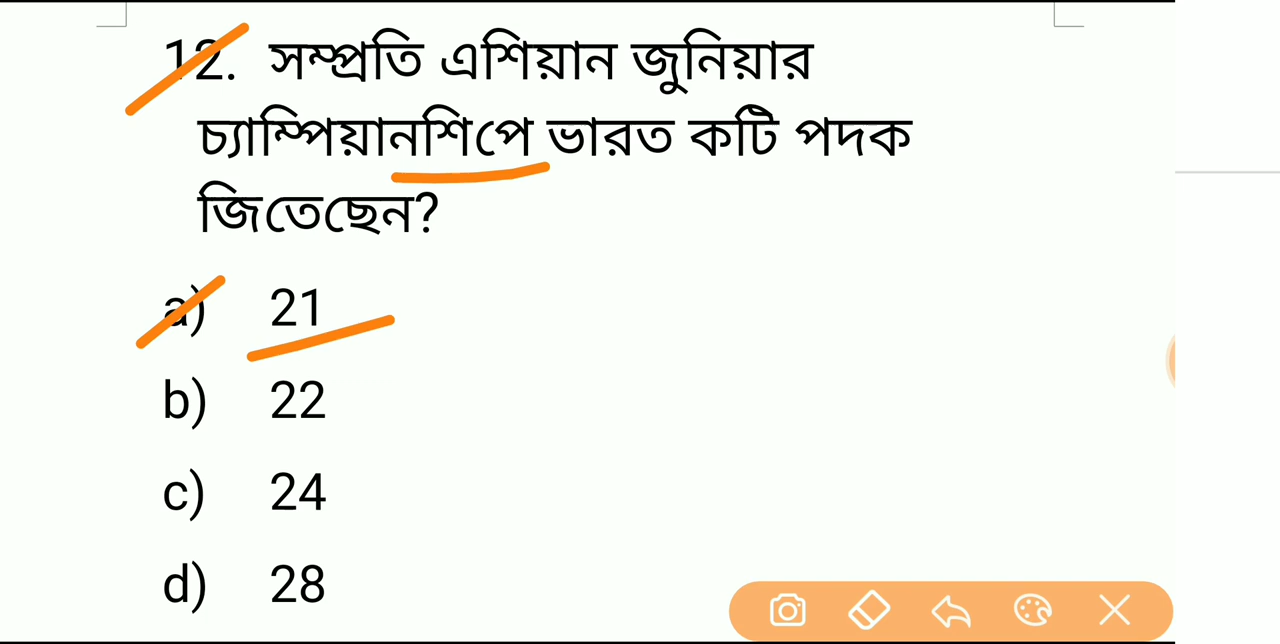 12. সম্প্রতি এশিয়ান জুনিয়ার
চ্যাম্পিয়ানশিপে ভারত কটি পদক
জিতেছেন?
a) 21
b) 22
c) 24
d) 28